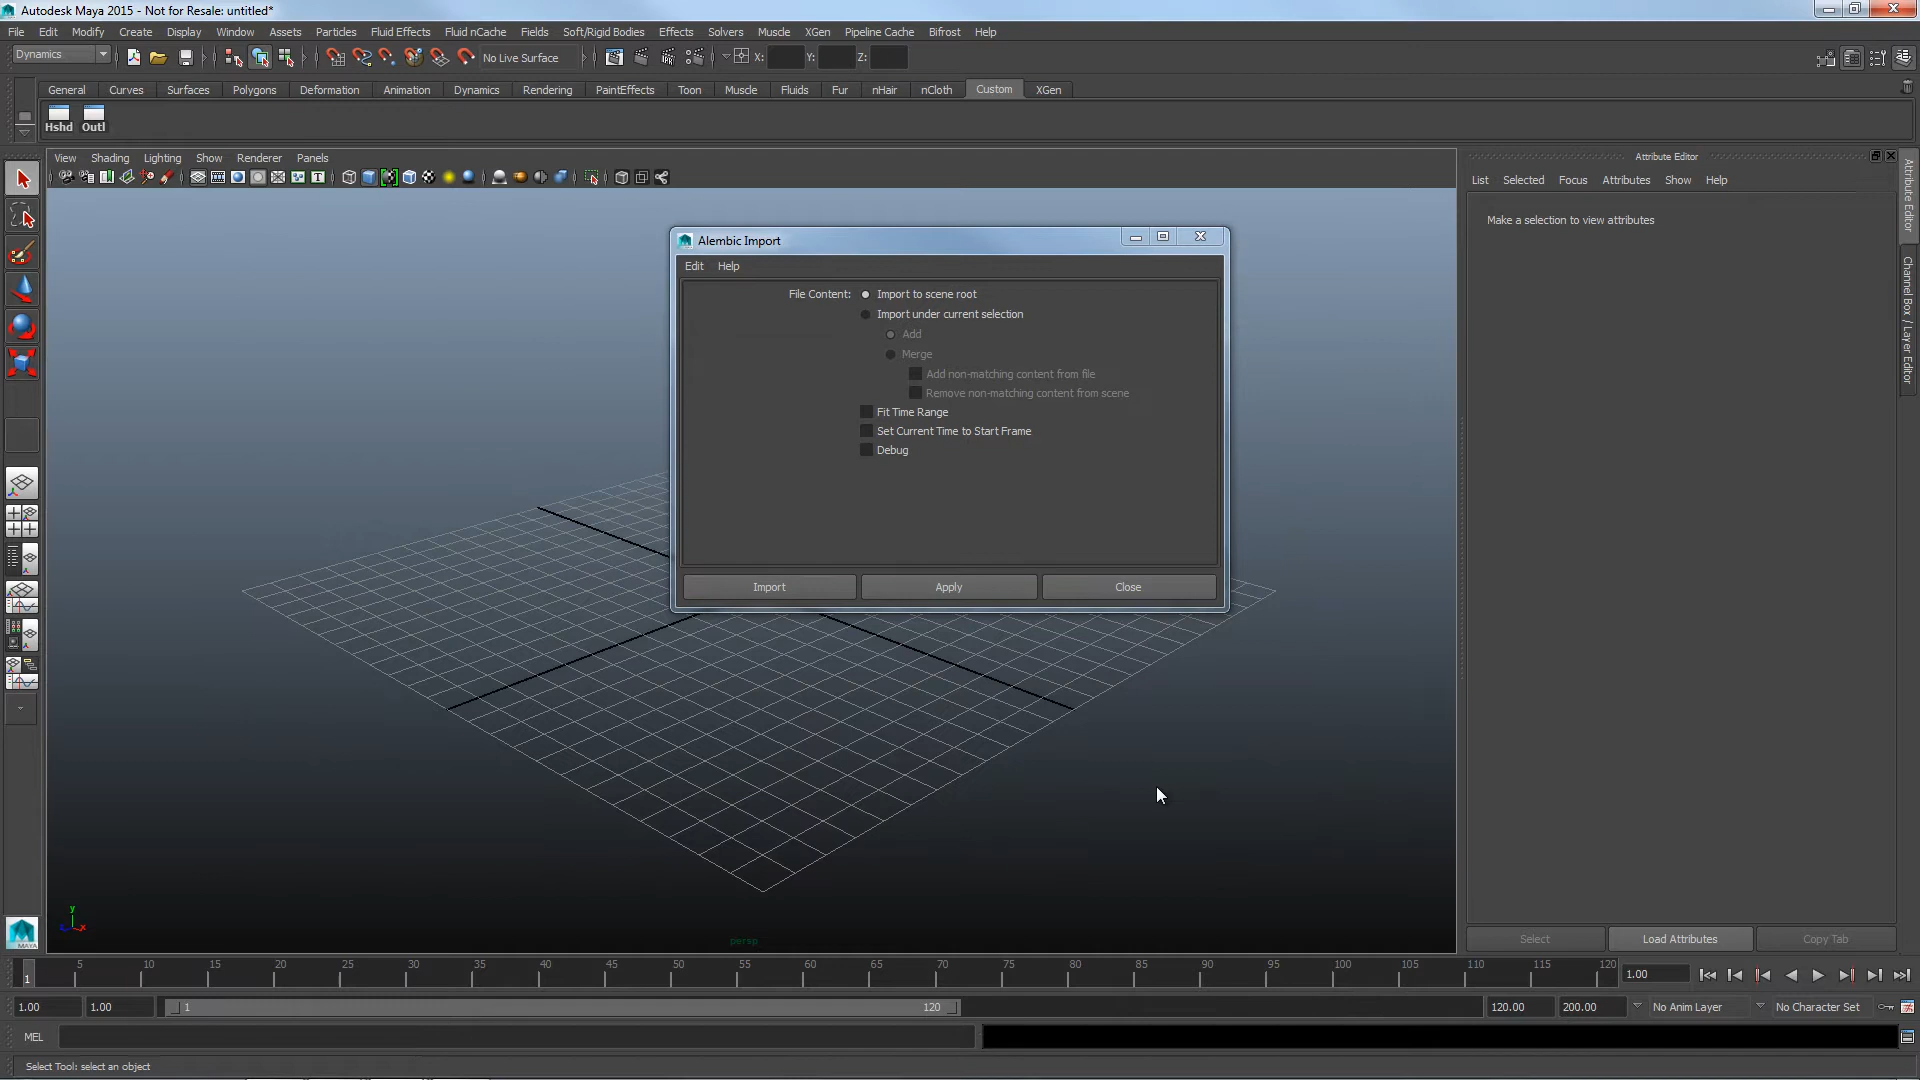 Autodesk Maya 2015 - Not for Resale: untitled*
File Edit Modify Create Display Window Assets Particles Fluid Effects Fluid nCache Fields Soft/Rigid Bodies Effects Solvers Muscle XGen Pipeline Cache Bifrost Help
Dynamics No Live Surface X: Y: Z:
General Curves Surfaces Polygons Deformation Animation Dynamics Rendering PaintEffects Toon Muscle Fluids Fur nHair nCloth Custom XGen
Hshd Outl
View Shading Lighting Show Renderer Panels
Attribute Editor
List Selected Focus Attributes Show Help
Make a selection to view attributes
Attribute Editor
Channel Box / Layer Editor
Alembic Import
Edit Help
File Content: Import to scene root
Import under current selection
Add
Merge
Add non-matching content from file
Remove non-matching content from scene
Fit Time Range
Set Current Time to Start Frame
Debug
Import Apply Close
MAYA
y
x
persp
Select Load Attributes Copy Tab
1 5 10 15 20 25 30 35 40 45 50 55 60 65 70 75 80 85 90 95 100 105 110 115 120 1.00
1.00 1.00 1 120 120.00 200.00 No Anim Layer No Character Set
MEL
Select Tool: select an object